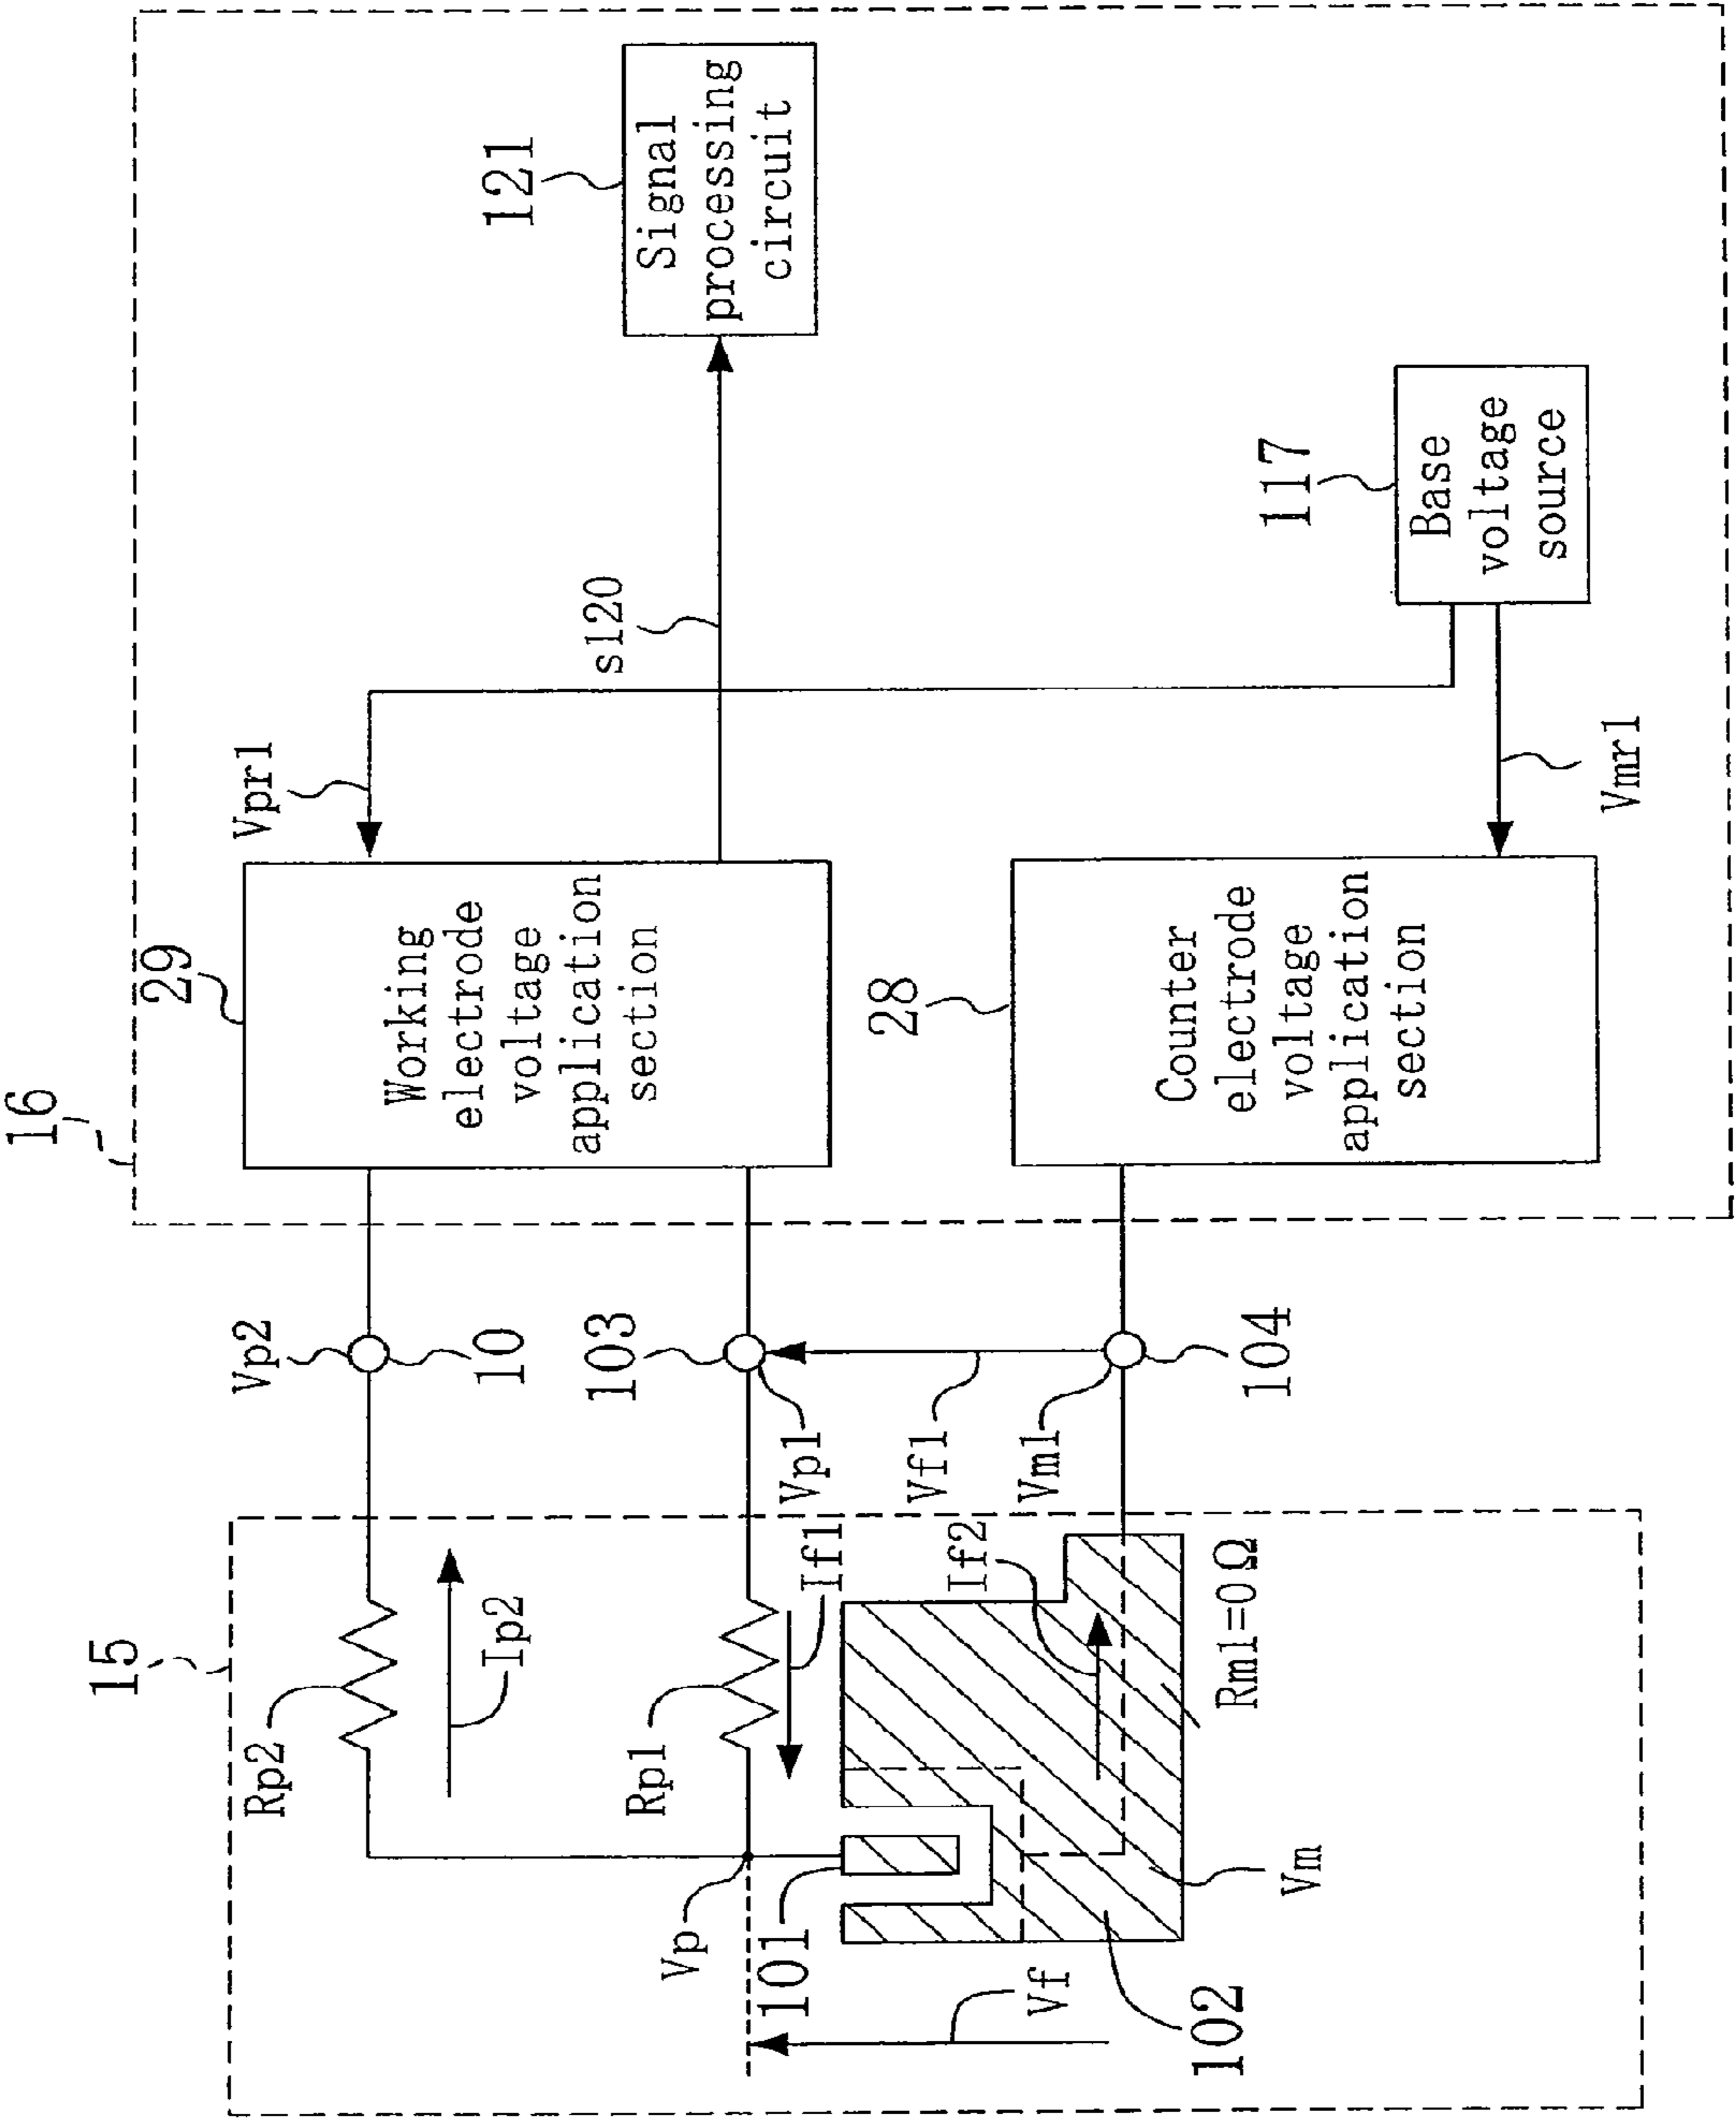 16
29
Working
electrode
voltage
application
section
28
Counter
electrode
voltage
application
section
121
Signal
processing
circuit
117
Base
voltage
source
s120
Vpr1
Vmr1
Vp2
10
103
Vp1
Vf1
Vm1
104
15
Rp2
Ip2
Rp1
If1
If2
Rm1=0Ω
Vp
101
Vf
102
Vm